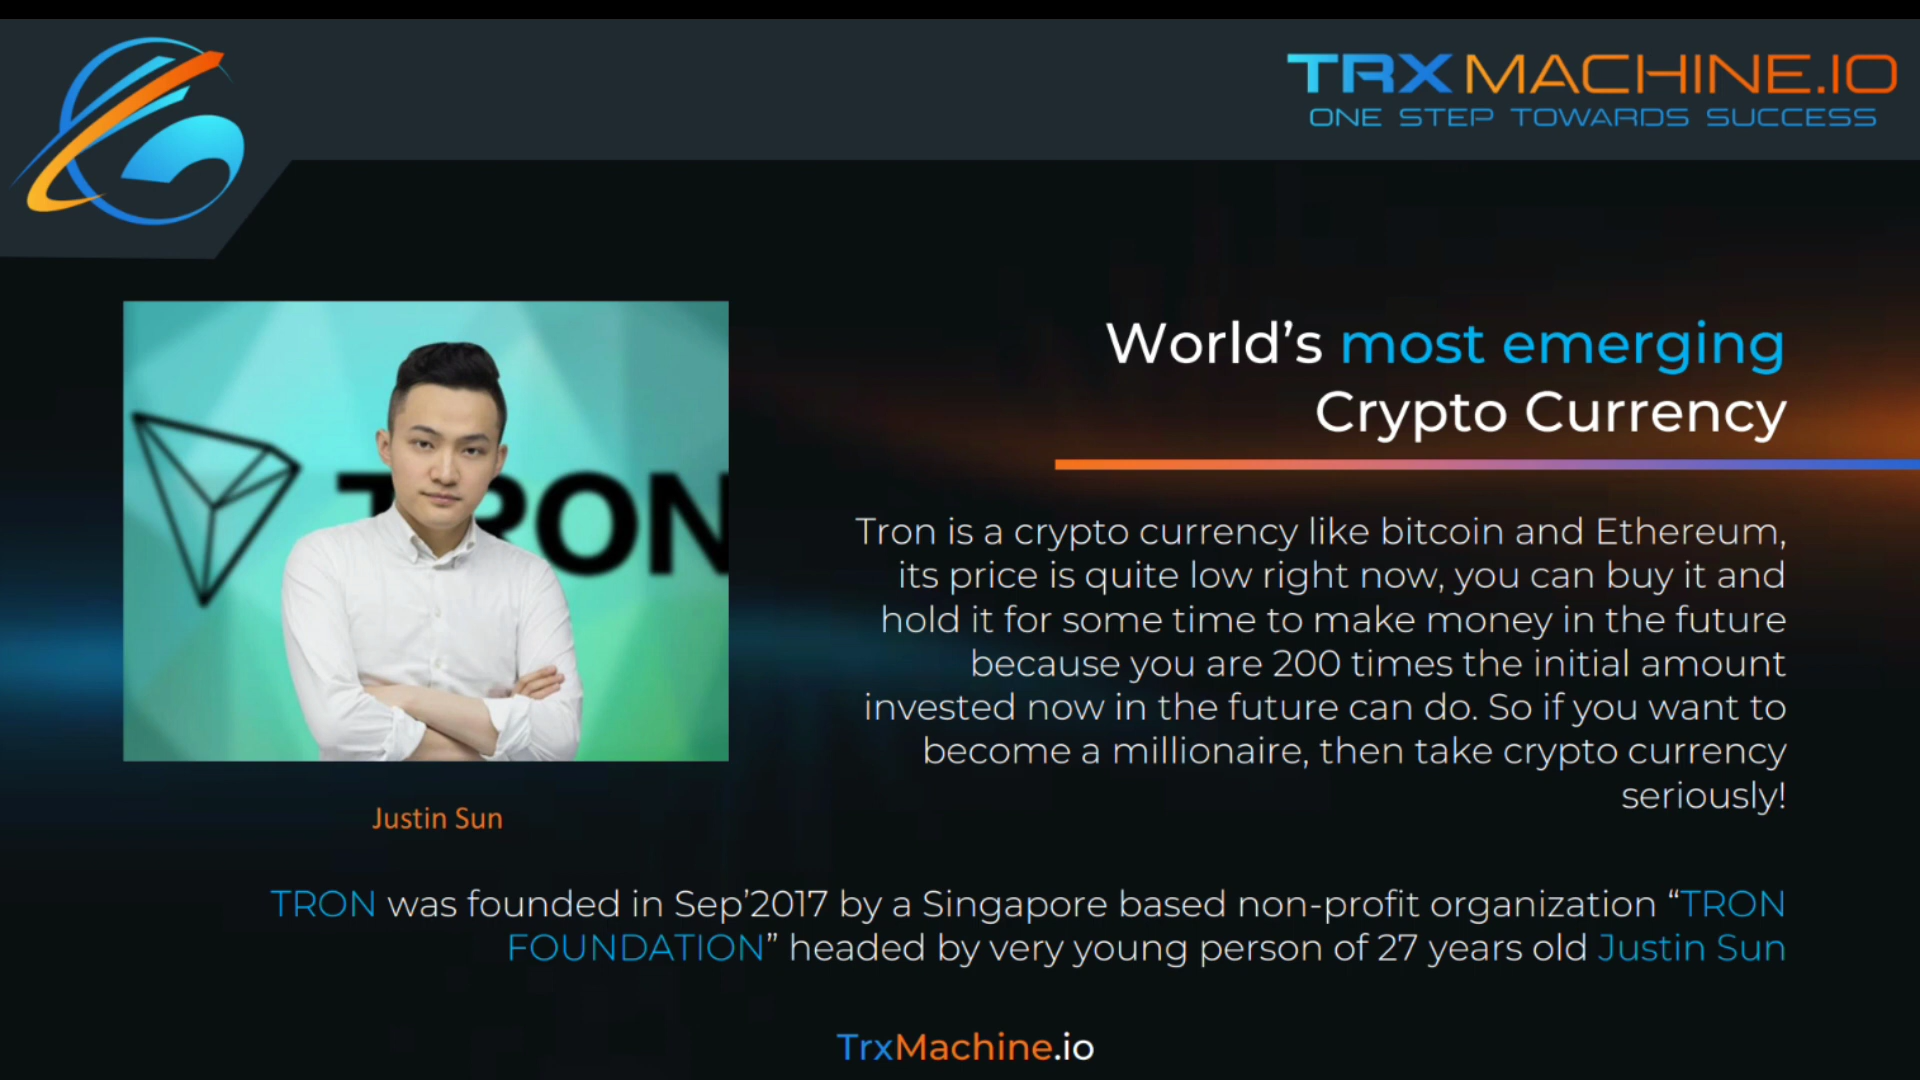 TRXMACHINE.IO
ONE STEP TOWARDS SUCCESS
TRON
Justin Sun
World’s most emerging
Crypto Currency
Tron is a crypto currency like bitcoin and Ethereum,
its price is quite low right now, you can buy it and
hold it for some time to make money in the future
because you are 200 times the initial amount
invested now in the future can do. So if you want to
become a millionaire, then take crypto currency
seriously!
TRON was founded in Sep’2017 by a Singapore based non-profit organization “TRON
FOUNDATION” headed by very young person of 27 years old Justin Sun
TrxMachine.io